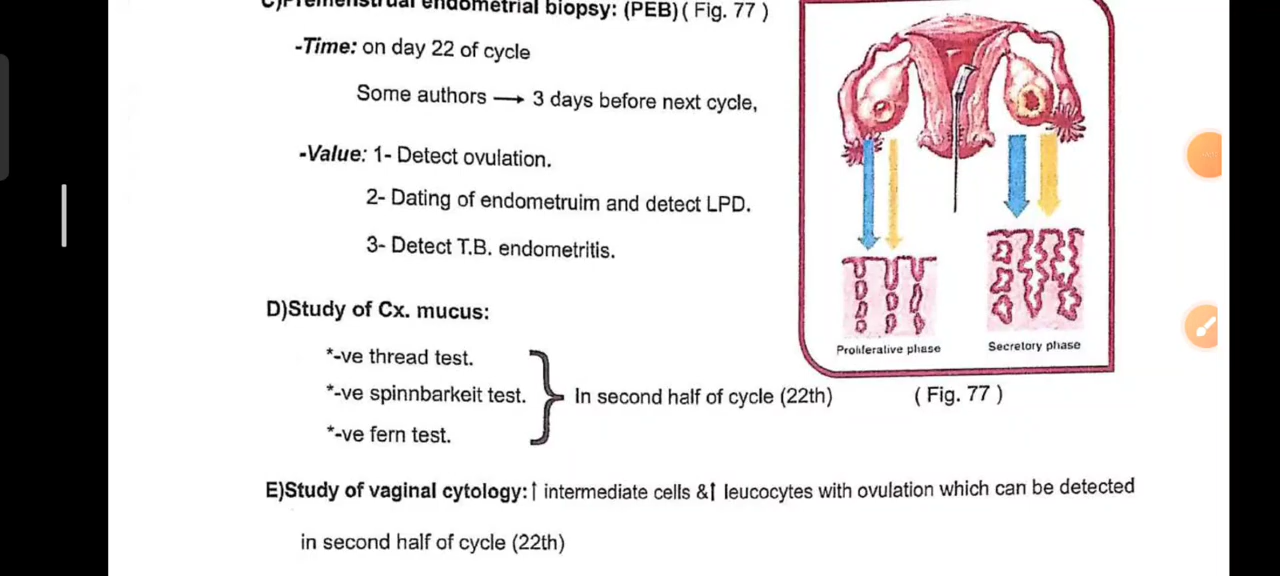 C)Premenstrual endometrial biopsy: (PEB) ( Fig. 77 )
-Time: on day 22 of cycle
Some authors → 3 days before next cycle,
-Value: 1- Detect ovulation.
2- Dating of endometruim and detect LPD.
3- Detect T.B. endometritis.
Proliferative phase
Secretory phase
( Fig. 77 )
D)Study of Cx. mucus:
*-ve thread test.
*-ve spinnbarkeit test.
*-ve fern test.
In second half of cycle (22th)
E)Study of vaginal cytology:↑ intermediate cells &↑ leucocytes with ovulation which can be detected
in second half of cycle (22th)